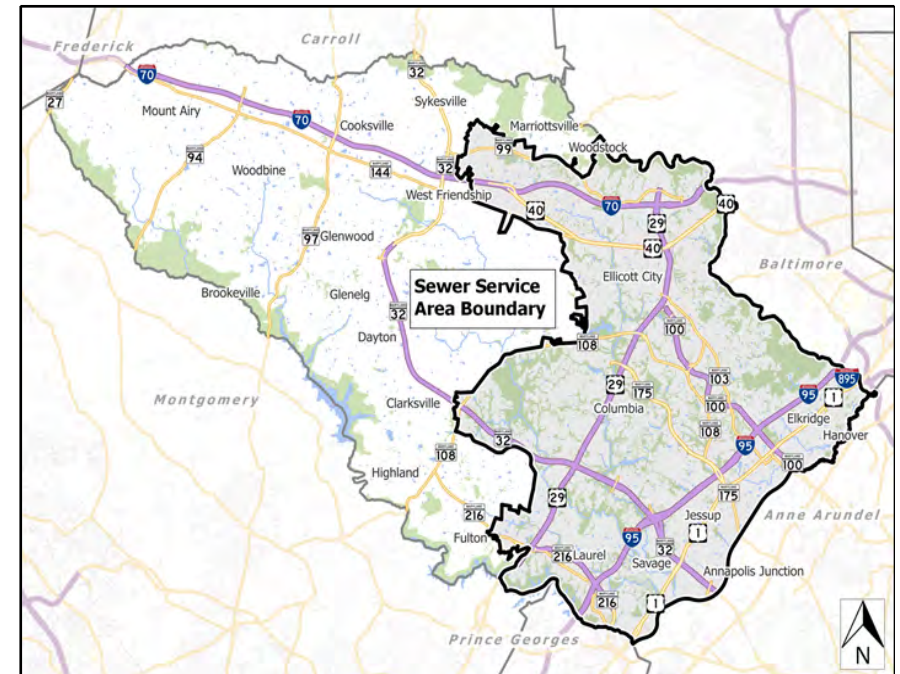 Carroll
Frederick
70
32
27
Mount Airy
Sykesville
70
Cooksville
Marriottsville
94
99
Woodstock
144
32
Woodbine
West Friendship
70
40
40
97
Glenwood
29
40
Baltimore
Ellicott City
Brookeville
Glenelg
Sewer Service
Area Boundary
32
Dayton
100
108
103
895
29
175
95
1
Montgomery
Columbia
100
Elkridge
Clarksville
108
Hanover
32
95
108
100
Highland
29
175
216
Jessup
Anne Arundel
Fulton
95
1
216
Laurel
32
Savage
Annapolis Junction
216
1
Prince Georges
N